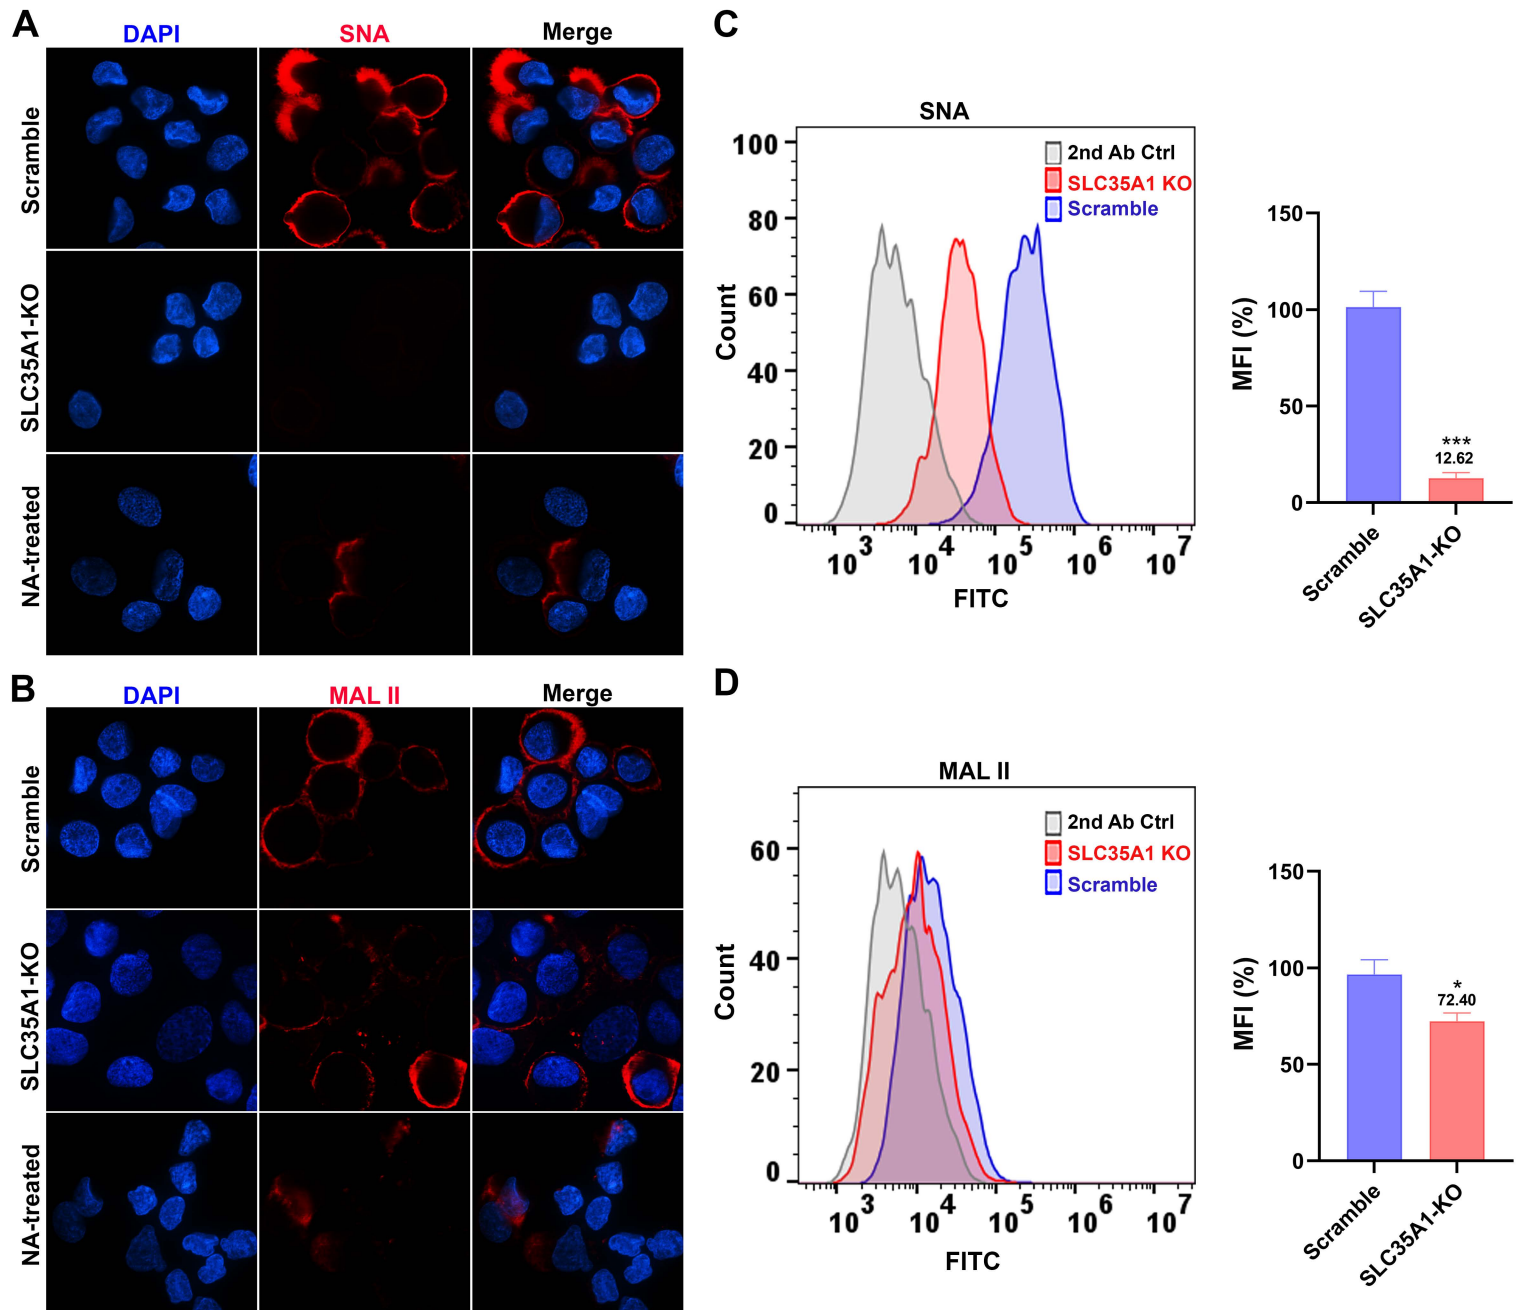 A
DAPI
SNA
Merge
Scramble
SLC35A1-KO
NA-treated
B
DAPI
MAL II
Merge
Scramble
SLC35A1-KO
NA-treated
C
SNA
2nd Ab Ctrl
SLC35A1 KO
Scramble
100
80
60
40
20
0
Count
10^3
10^4
10^5
10^6
10^7
FITC
150
100
50
0
MFI (%)
***
12.62
Scramble
SLC35A1-KO
D
MAL II
2nd Ab Ctrl
SLC35A1 KO
Scramble
60
40
20
0
Count
10^3
10^4
10^5
10^6
10^7
FITC
150
100
50
0
MFI (%)
*
72.40
Scramble
SLC35A1-KO